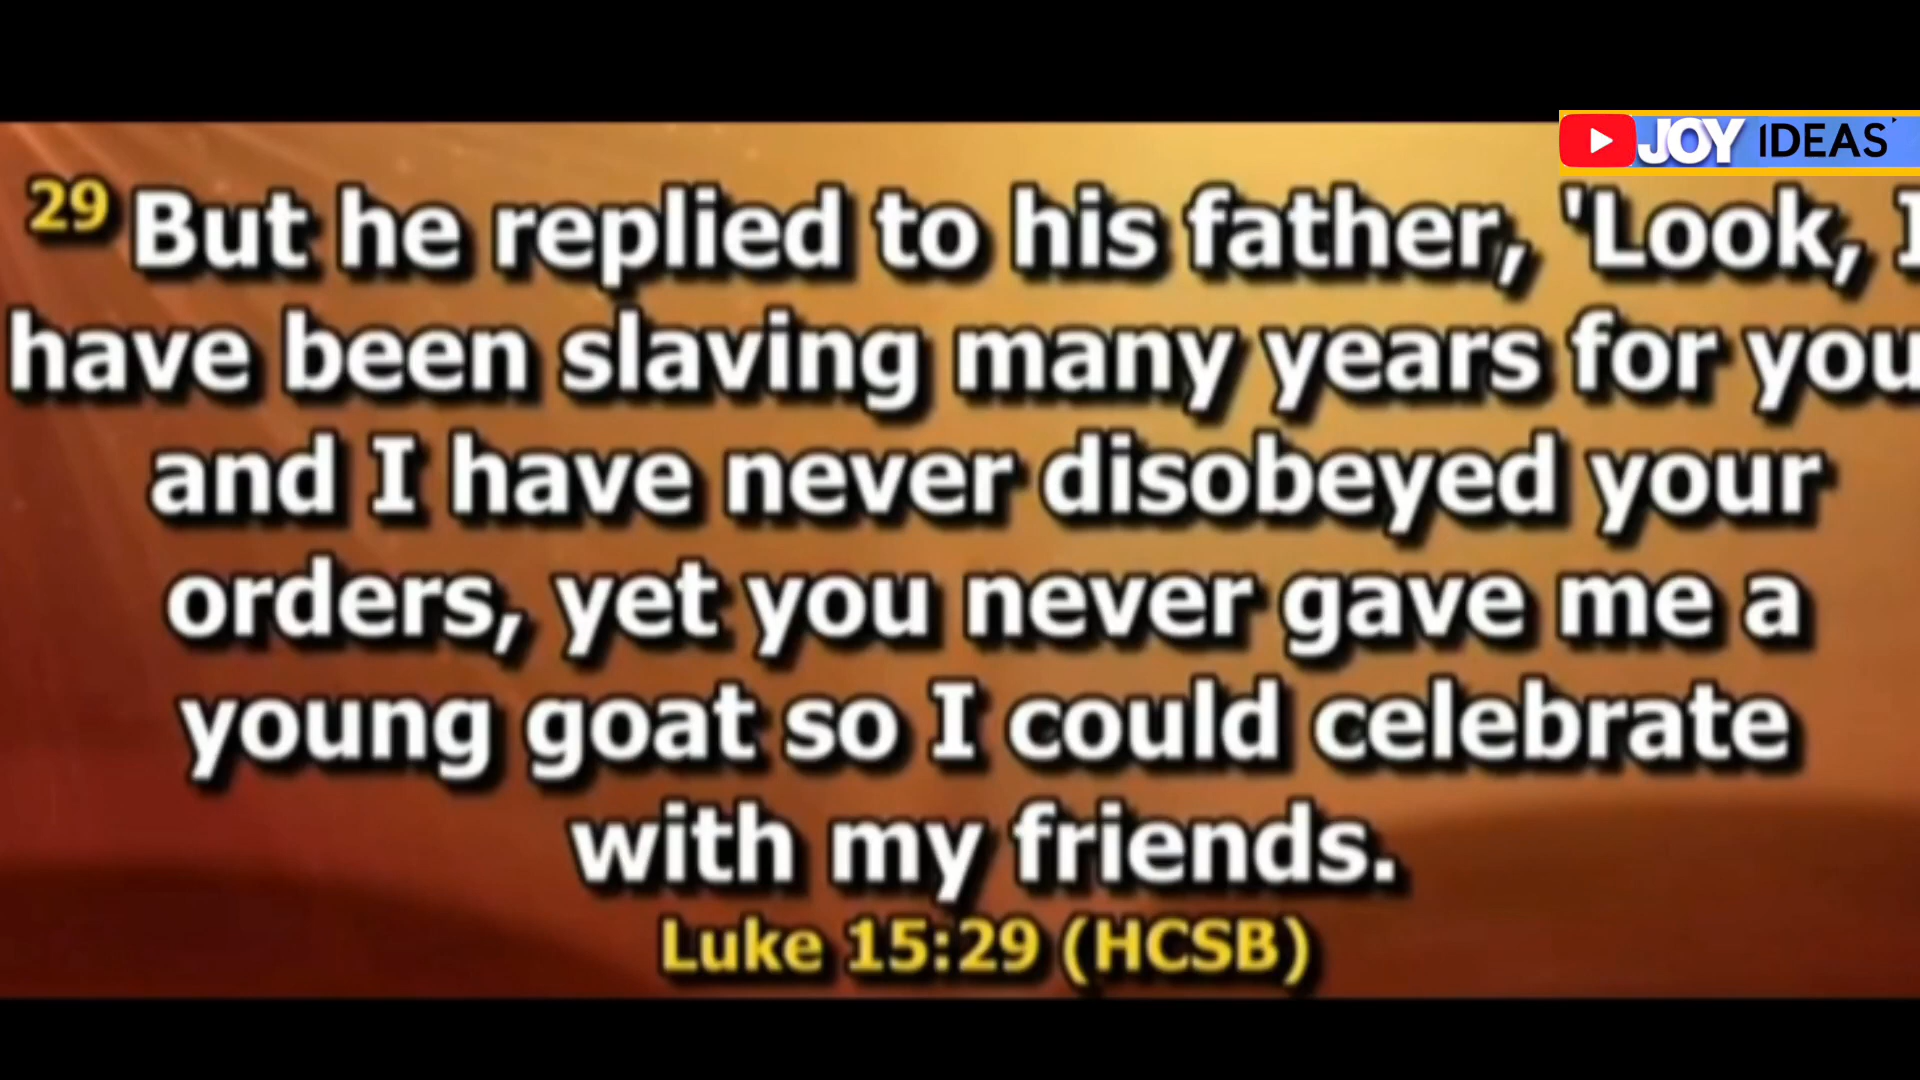 JOY IDEAS
29 But he replied to his father, 'Look, I
have been slaving many years for you
and I have never disobeyed your
orders, yet you never gave me a
young goat so I could celebrate
with my friends.
Luke 15:29 (HCSB)